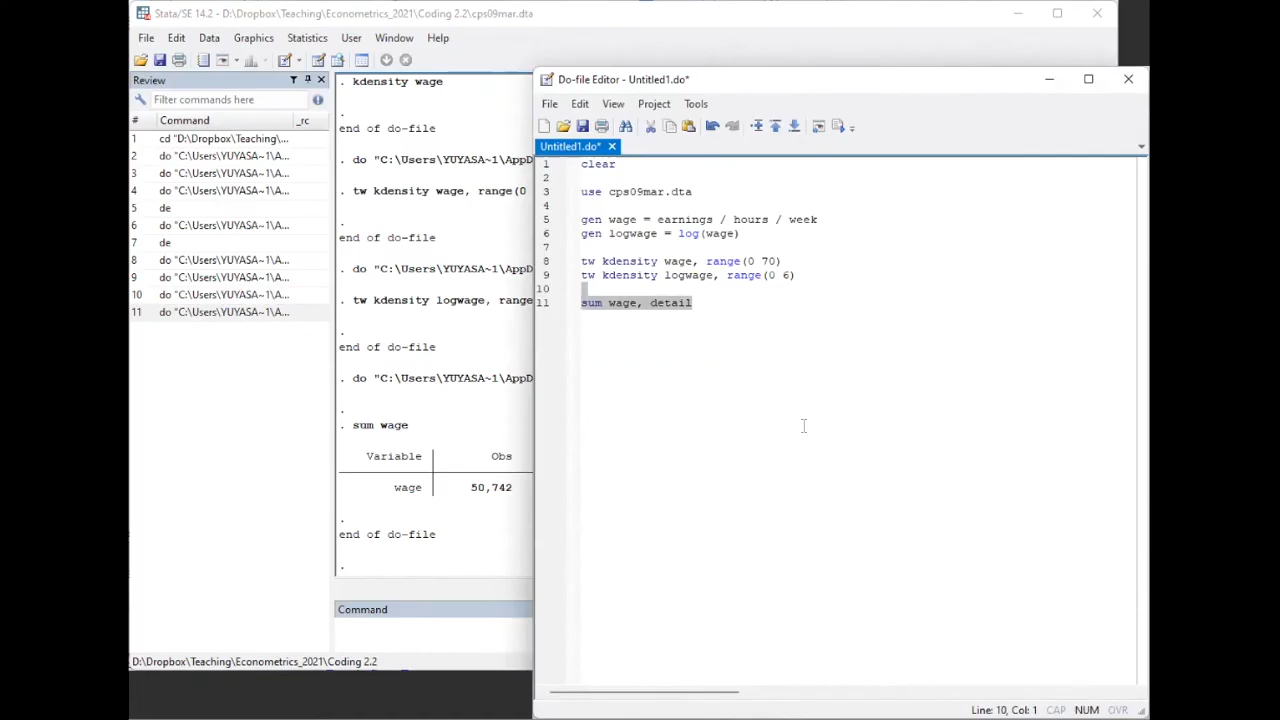 Stata/SE 14.2 - D:\Dropbox\Teaching\Econometrics_2021\Coding 2.2\cps09mar.dta
File Edit Data Graphics Statistics User Window Help
Review
Filter commands here
# Command _rc
1 cd "D:\Dropbox\Teaching\...
2 do "C:\Users\YUYASA~1\A...
3 do "C:\Users\YUYASA~1\A...
4 do "C:\Users\YUYASA~1\A...
5 de
6 do "C:\Users\YUYASA~1\A...
7 de
8 do "C:\Users\YUYASA~1\A...
9 do "C:\Users\YUYASA~1\A...
10 do "C:\Users\YUYASA~1\A...
11 do "C:\Users\YUYASA~1\A...
. kdensity wage
.
end of do-file
. do "C:\Users\YUYASA~1\AppD
. tw kdensity wage, range(0
.
end of do-file
. do "C:\Users\YUYASA~1\AppD
. tw kdensity logwage, range
.
end of do-file
. do "C:\Users\YUYASA~1\AppD
.
. sum wage
Variable Obs
wage 50,742
.
end of do-file
.
Command
D:\Dropbox\Teaching\Econometrics_2021\Coding 2.2
Do-file Editor - Untitled1.do*
File Edit View Project Tools
Untitled1.do*
1 clear
2
3 use cps09mar.dta
4
5 gen wage = earnings / hours / week
6 gen logwage = log(wage)
7
8 tw kdensity wage, range(0 70)
9 tw kdensity logwage, range(0 6)
10
11 sum wage, detail
Line: 10, Col: 1 CAP NUM OVR